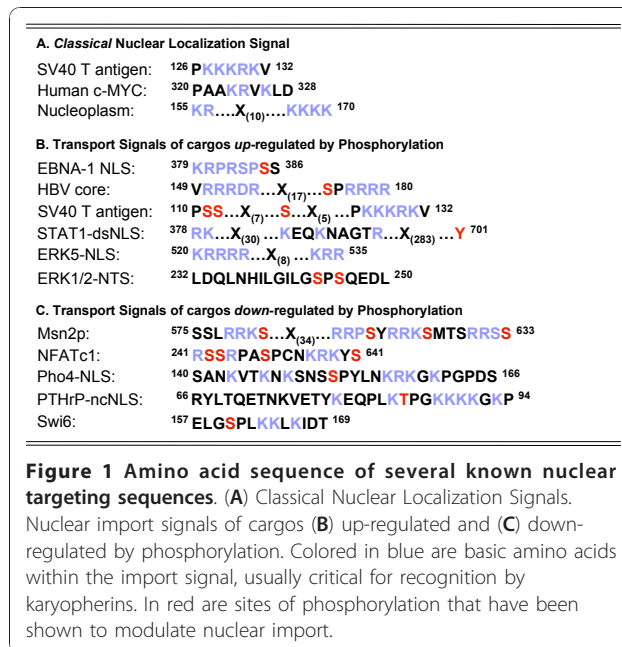 A. Classical Nuclear Localization Signal
SV40 T antigen: 126 PKKKRKV 132
Human c-MYC: 320 PAAKRVKLD 328
Nucleoplasm: 155 KR....X(10)....KKKK 170
B. Transport Signals of cargos up-regulated by Phosphorylation
EBNA-1 NLS: 379 KRPRSPSS 386
HBV core: 149 VRRRDR...X(17)...SPRRRR 180
SV40 T antigen: 110 PSS...X(7)...S...X(5)...PKKKRKV 132
STAT1-dsNLS: 378 RK...X(30)...KEQKNAGTR...X(283)...Y 701
ERK5-NLS: 520 KRRRR...X(8)...KRR 535
ERK1/2-NTS: 232 LDQLNHILGILGSPSQEDL 250
C. Transport Signals of cargos down-regulated by Phosphorylation
Msn2p: 575 SSLRRKS...X(34)...RRPSYRRKSMTSRRSS 633
NFATc1: 241 RSSRPASPCNKRKYS 641
Pho4-NLS: 140 SANKVTKNKSNSSPYLNKRKGKPGPDS 166
PTHrP-ncNLS: 66 RYLTQETNKVETYKEQPLKTPGKKKKGKP 94
Swi6: 157 ELGSPLKKLKIDT 169
Figure 1 Amino acid sequence of several known nuclear
targeting sequences. (A) Classical Nuclear Localization Signals.
Nuclear import signals of cargos (B) up-regulated and (C) down-
regulated by phosphorylation. Colored in blue are basic amino acids
within the import signal, usually critical for recognition by
karyopherins. In red are sites of phosphorylation that have been
shown to modulate nuclear import.